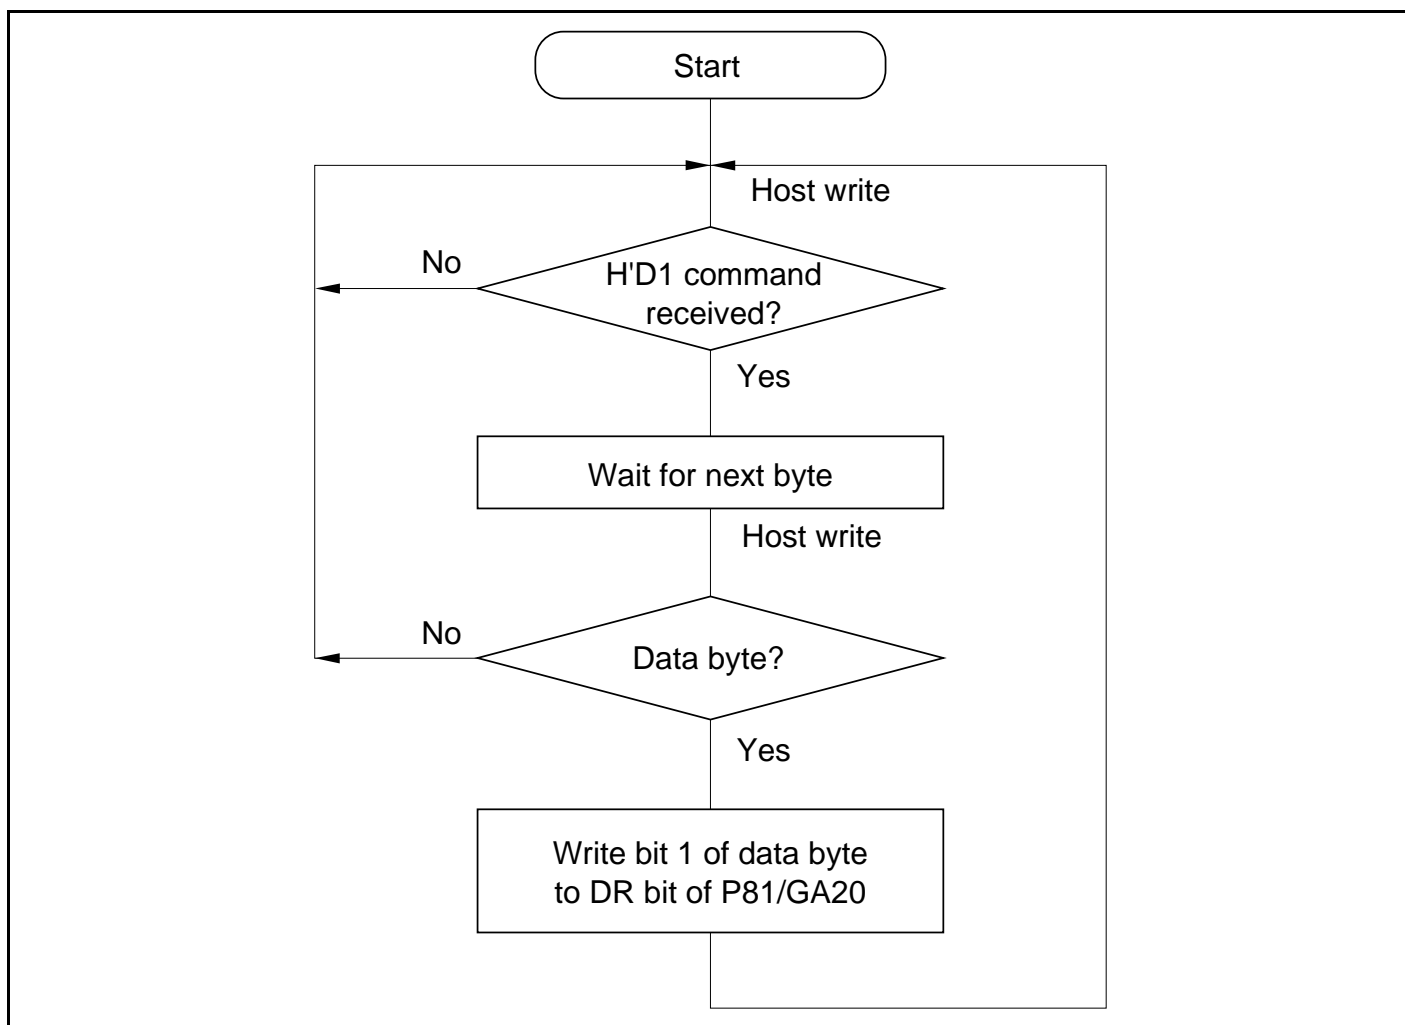 Start
Host write
No
H'D1 command
received?
Yes
Wait for next byte
Host write
No
Data byte?
Yes
Write bit 1 of data byte
to DR bit of P81/GA20